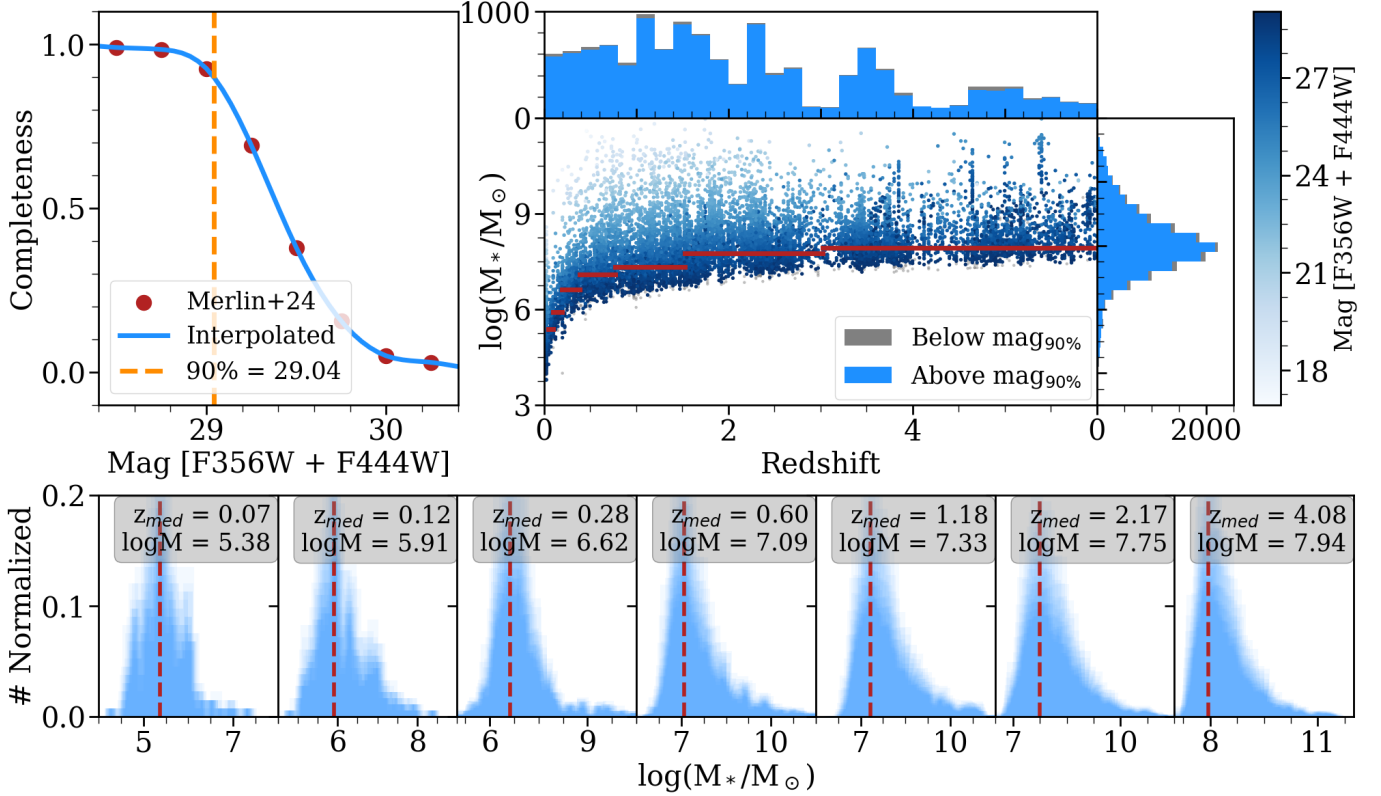 1.0
0.5
0.0
Completeness
Merlin+24
Interpolated
90% = 29.04
29
30
Mag [F356W + F444W]
1000
0
9
6
3
log(M*/M⊙)
Below mag90%
Above mag90%
0
2
4
0
2000
Redshift
27
24
21
18
Mag [F356W + F444W]
0.2
0.1
0.0
# Normalized
zmed = 0.07
logM = 5.38
zmed = 0.12
logM = 5.91
zmed = 0.28
logM = 6.62
zmed = 0.60
logM = 7.09
zmed = 1.18
logM = 7.33
zmed = 2.17
logM = 7.75
zmed = 4.08
logM = 7.94
5
7
6
8
6
9
7
10
7
10
7
10
8
11
log(M*/M⊙)